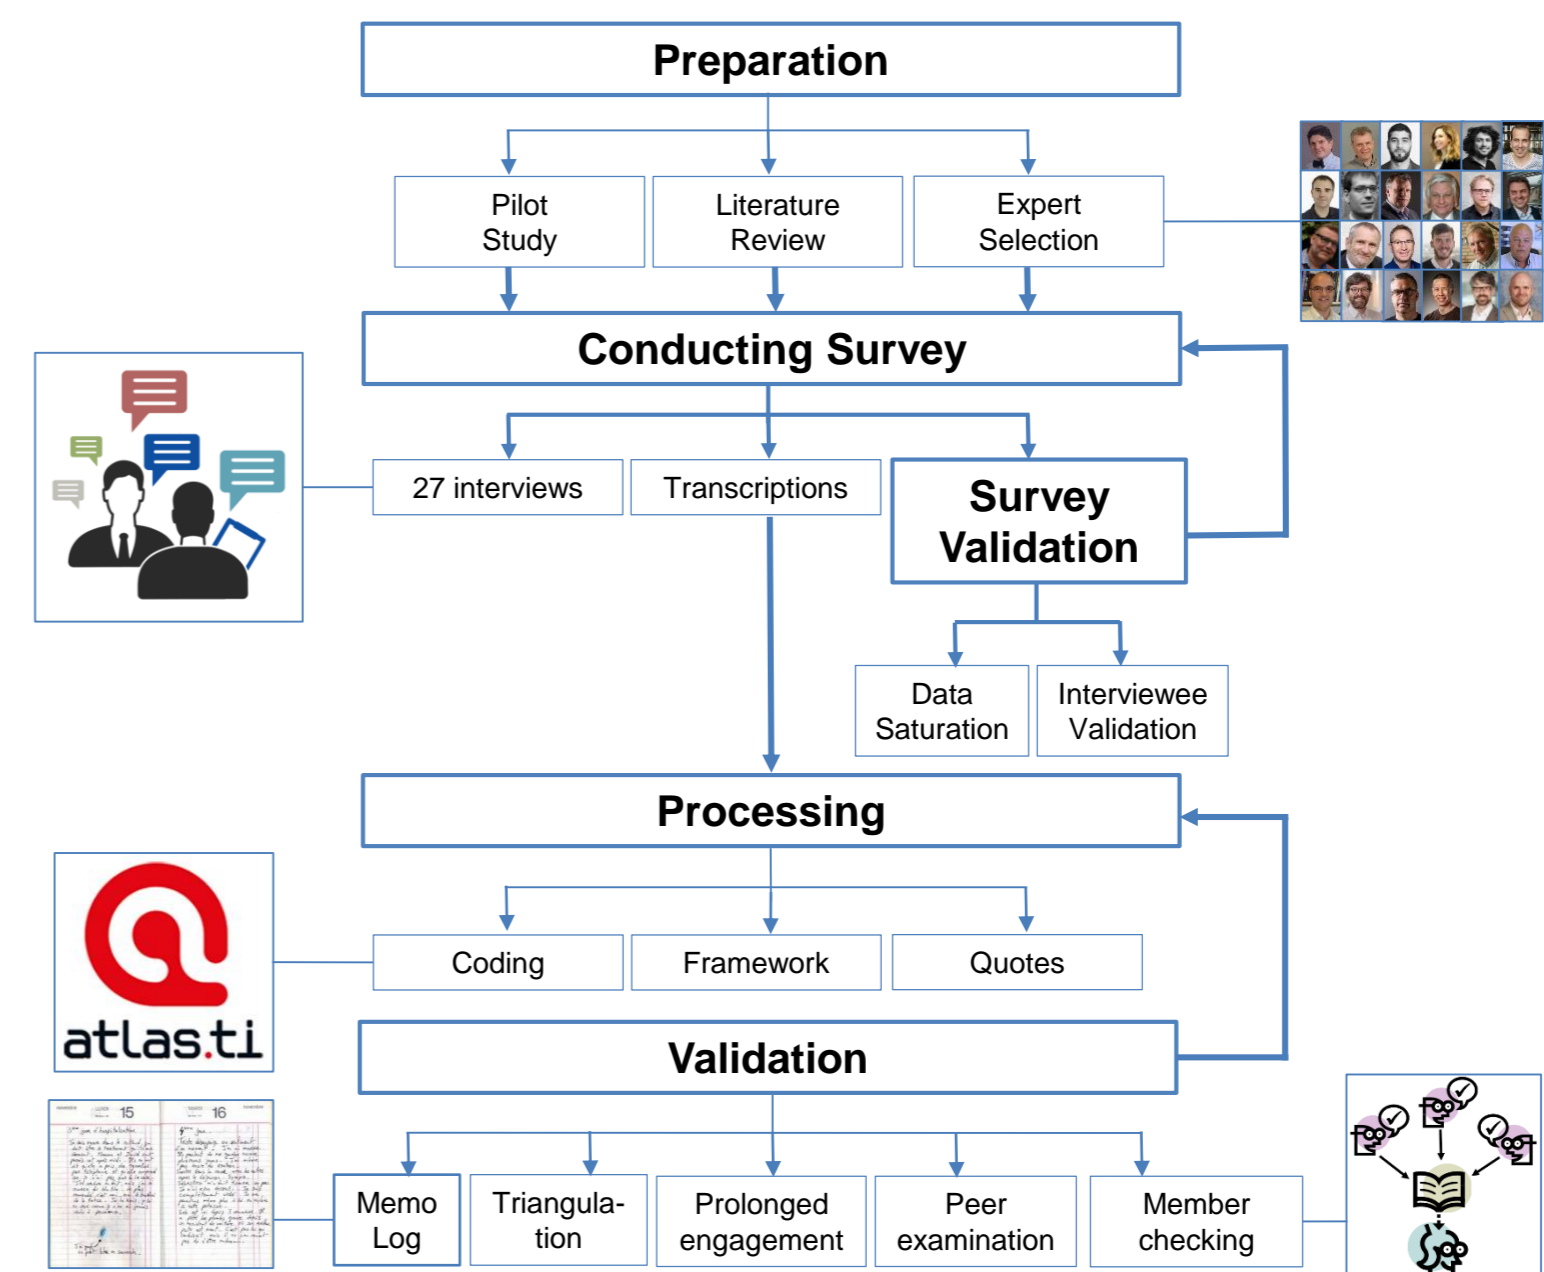 Preparation
Pilot
Study
Literature
Review
Expert
Selection
Conducting Survey
27 interviews
Transcriptions
Survey
Validation
Data
Saturation
Interviewee
Validation
Processing
Coding
Framework
Quotes
atlas.ti
Validation
15
16
Memo
Log
Triangula-
tion
Prolonged
engagement
Peer
examination
Member
checking